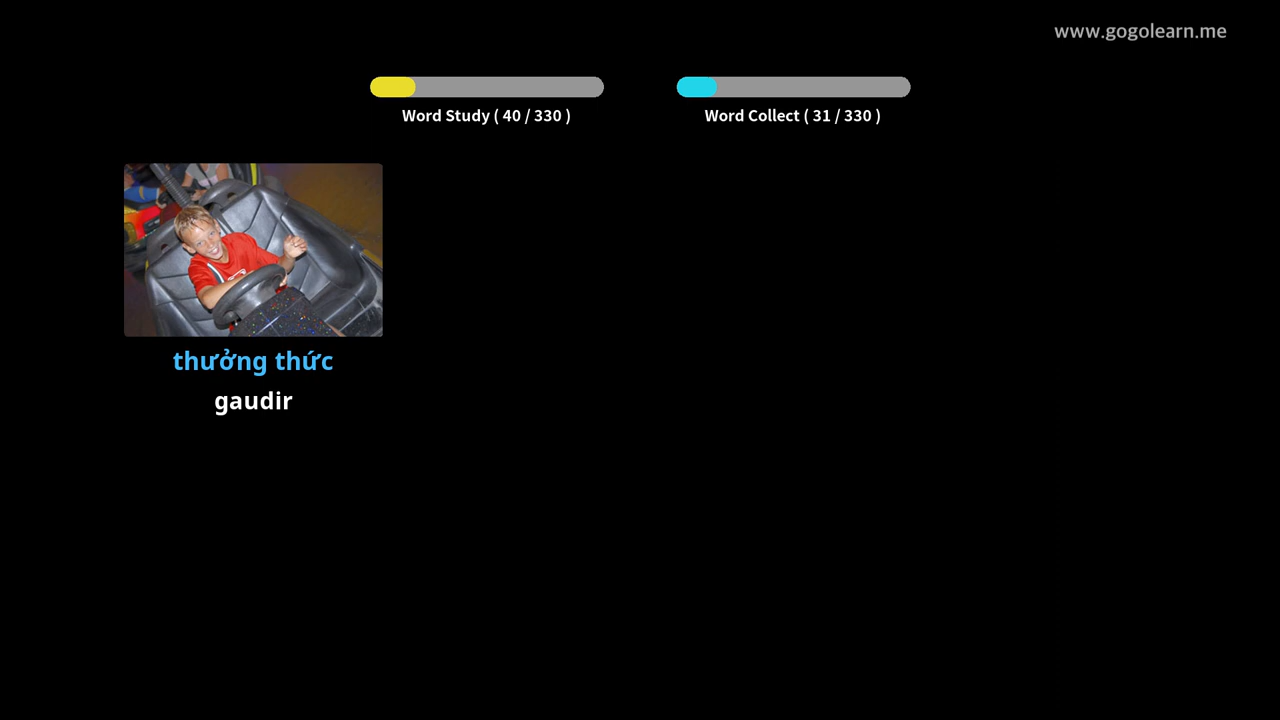 www.gogolearn.me
Word Study ( 40 / 330 )
Word Collect ( 31 / 330 )
thưởng thức
gaudir